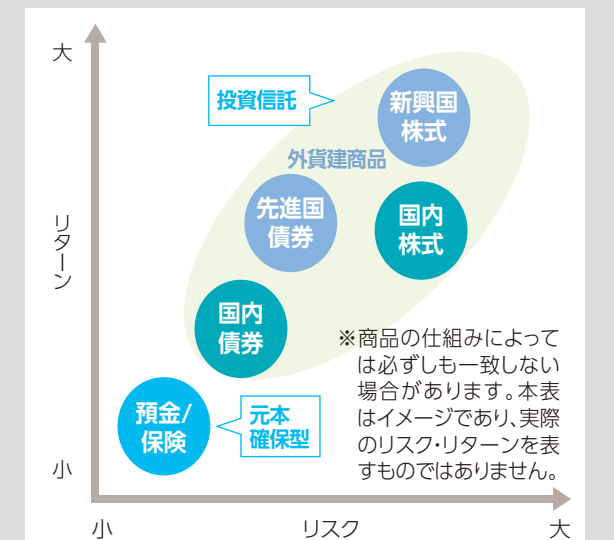 大
投資信託
新興国
株式
外貨建商品
先進国
債券
国内
株式
リターン
国内
債券
※商品の仕組みによって
は必ずしも一致しない
場合があります。本表
はイメージであり、実際
のリスク・リターンを表
すものではありません。
預金/
保険
元本
確保型
小
小
リスク
大